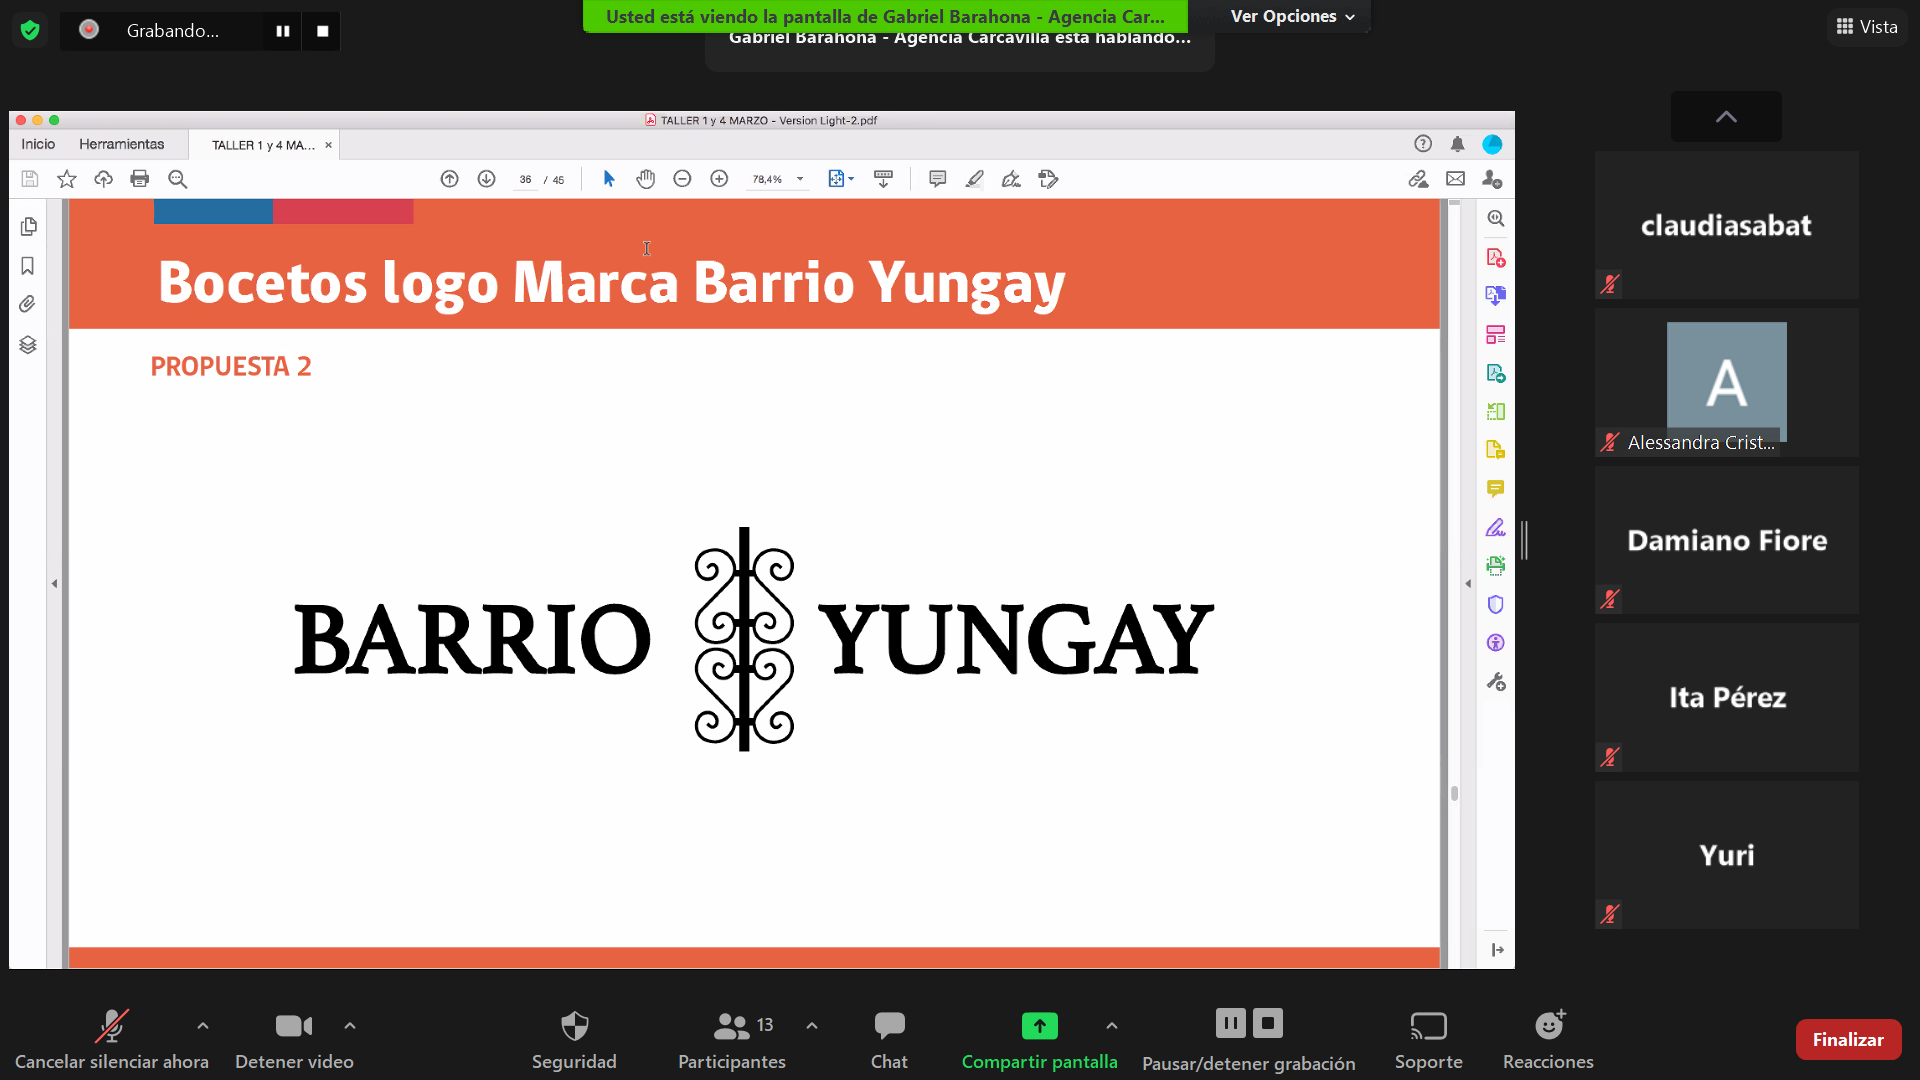 Grabando...
Usted está viendo la pantalla de Gabriel Barahona - Agencia Car...
Ver Opciones
Gabriel Barahona - Agencia Carcavilla está hablando...
Vista
TALLER 1 y 4 MARZO - Version Light-2.pdf
Inicio
Herramientas
TALLER 1 y 4 MA... ×
36 / 45
78,4%
Bocetos logo Marca Barrio Yungay
PROPUESTA 2
BARRIO YUNGAY
claudiasabat
A
Alessandra Crist...
Damiano Fiore
Ita Pérez
Yuri
Cancelar silenciar ahora
Detener video
Seguridad
13
Participantes
Chat
Compartir pantalla
Pausar/detener grabación
Soporte
Reacciones
Finalizar